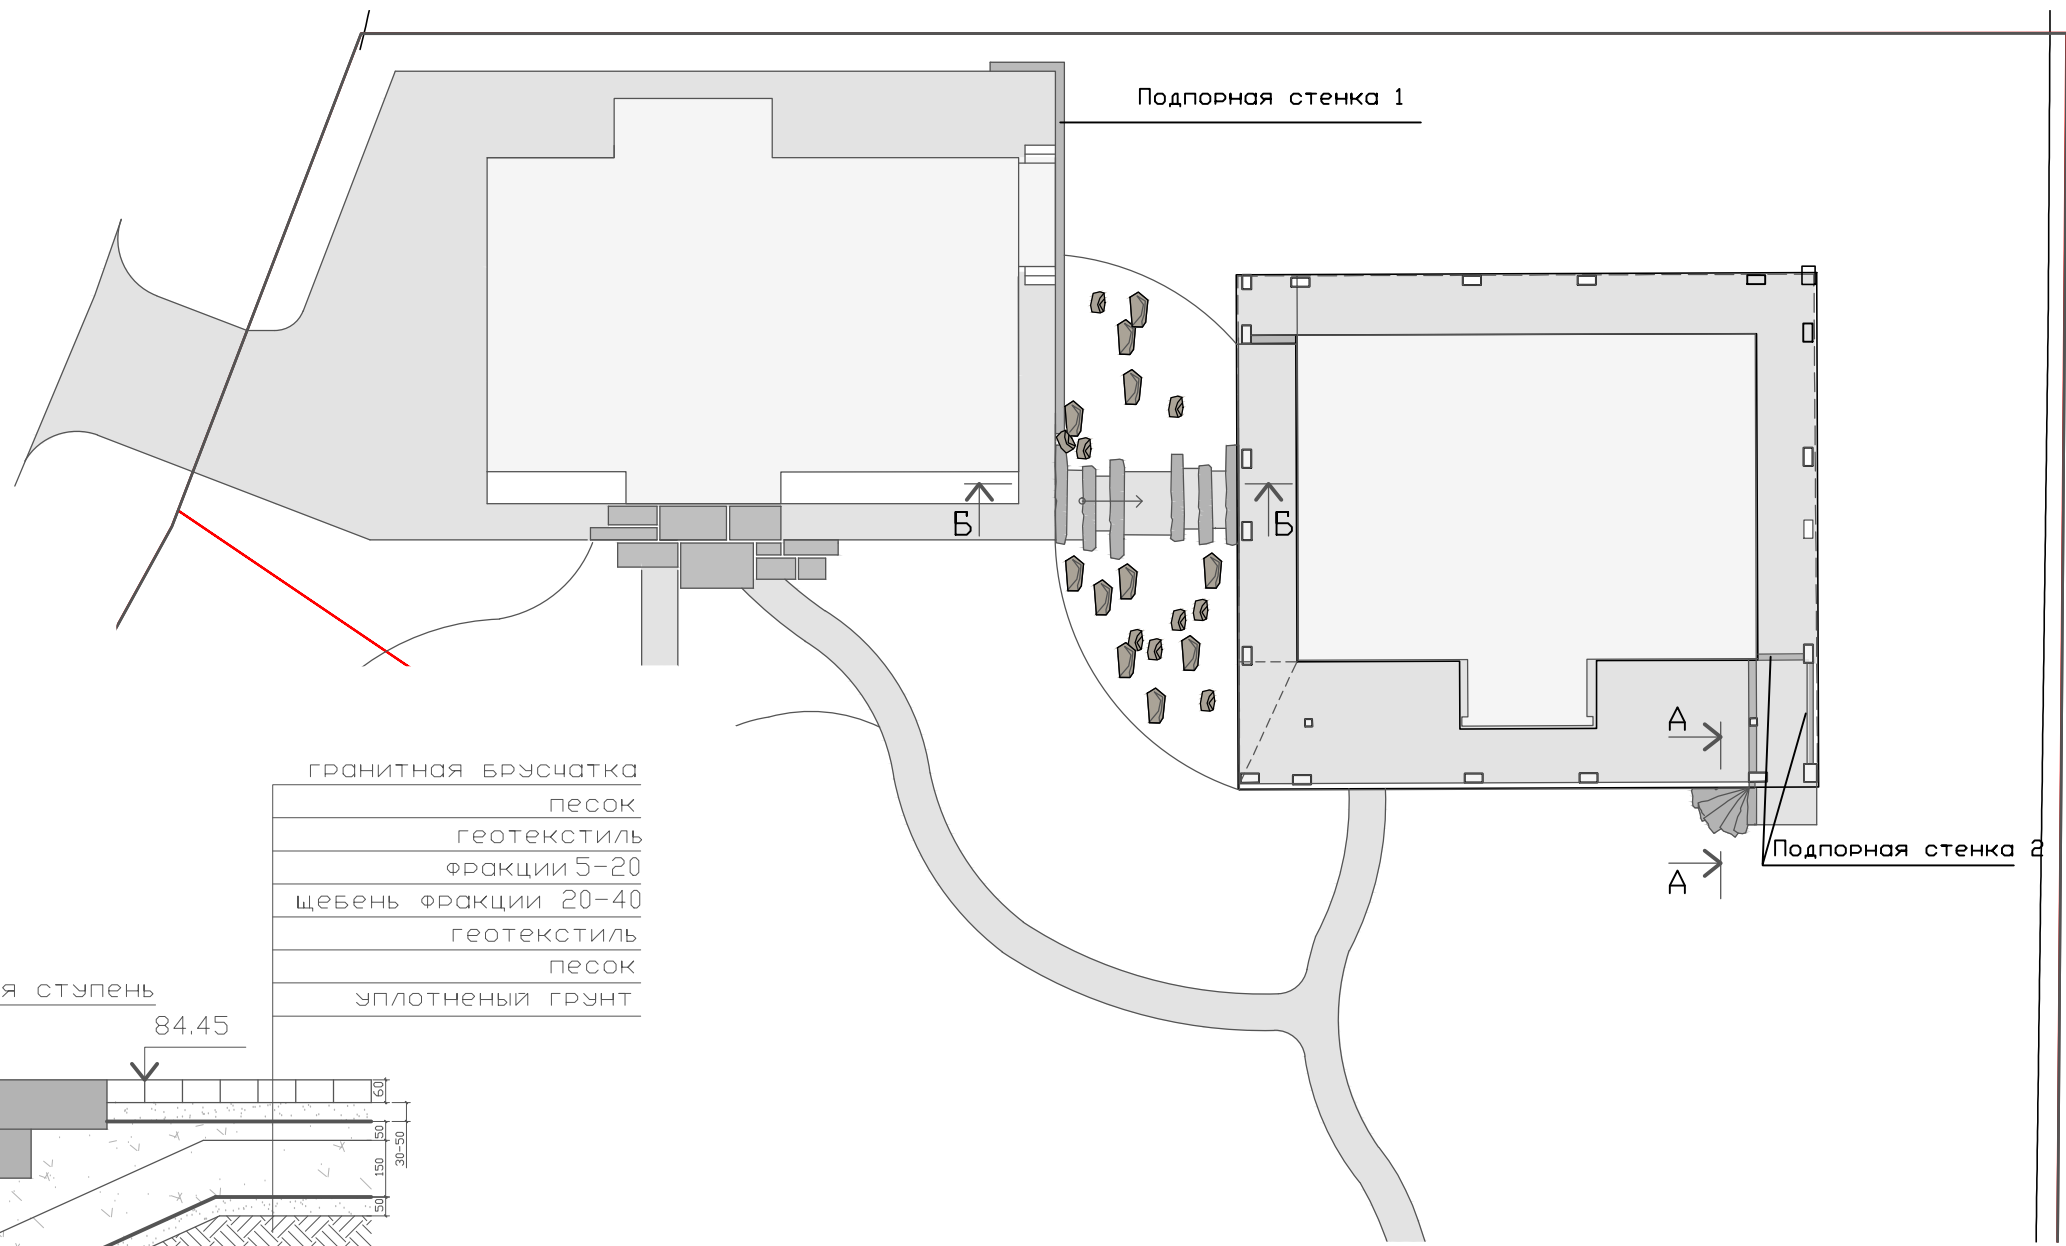 Подпорная стенка 1
Б
Б
А
Подпорная стенка 2
А
гранитная брусчатка
песок
геотекстиль
фракции 5-20
щебень фракции 20-40
геотекстиль
песок
уплотненый грунт
я ступень
84.45
60
50
30-50
150
50